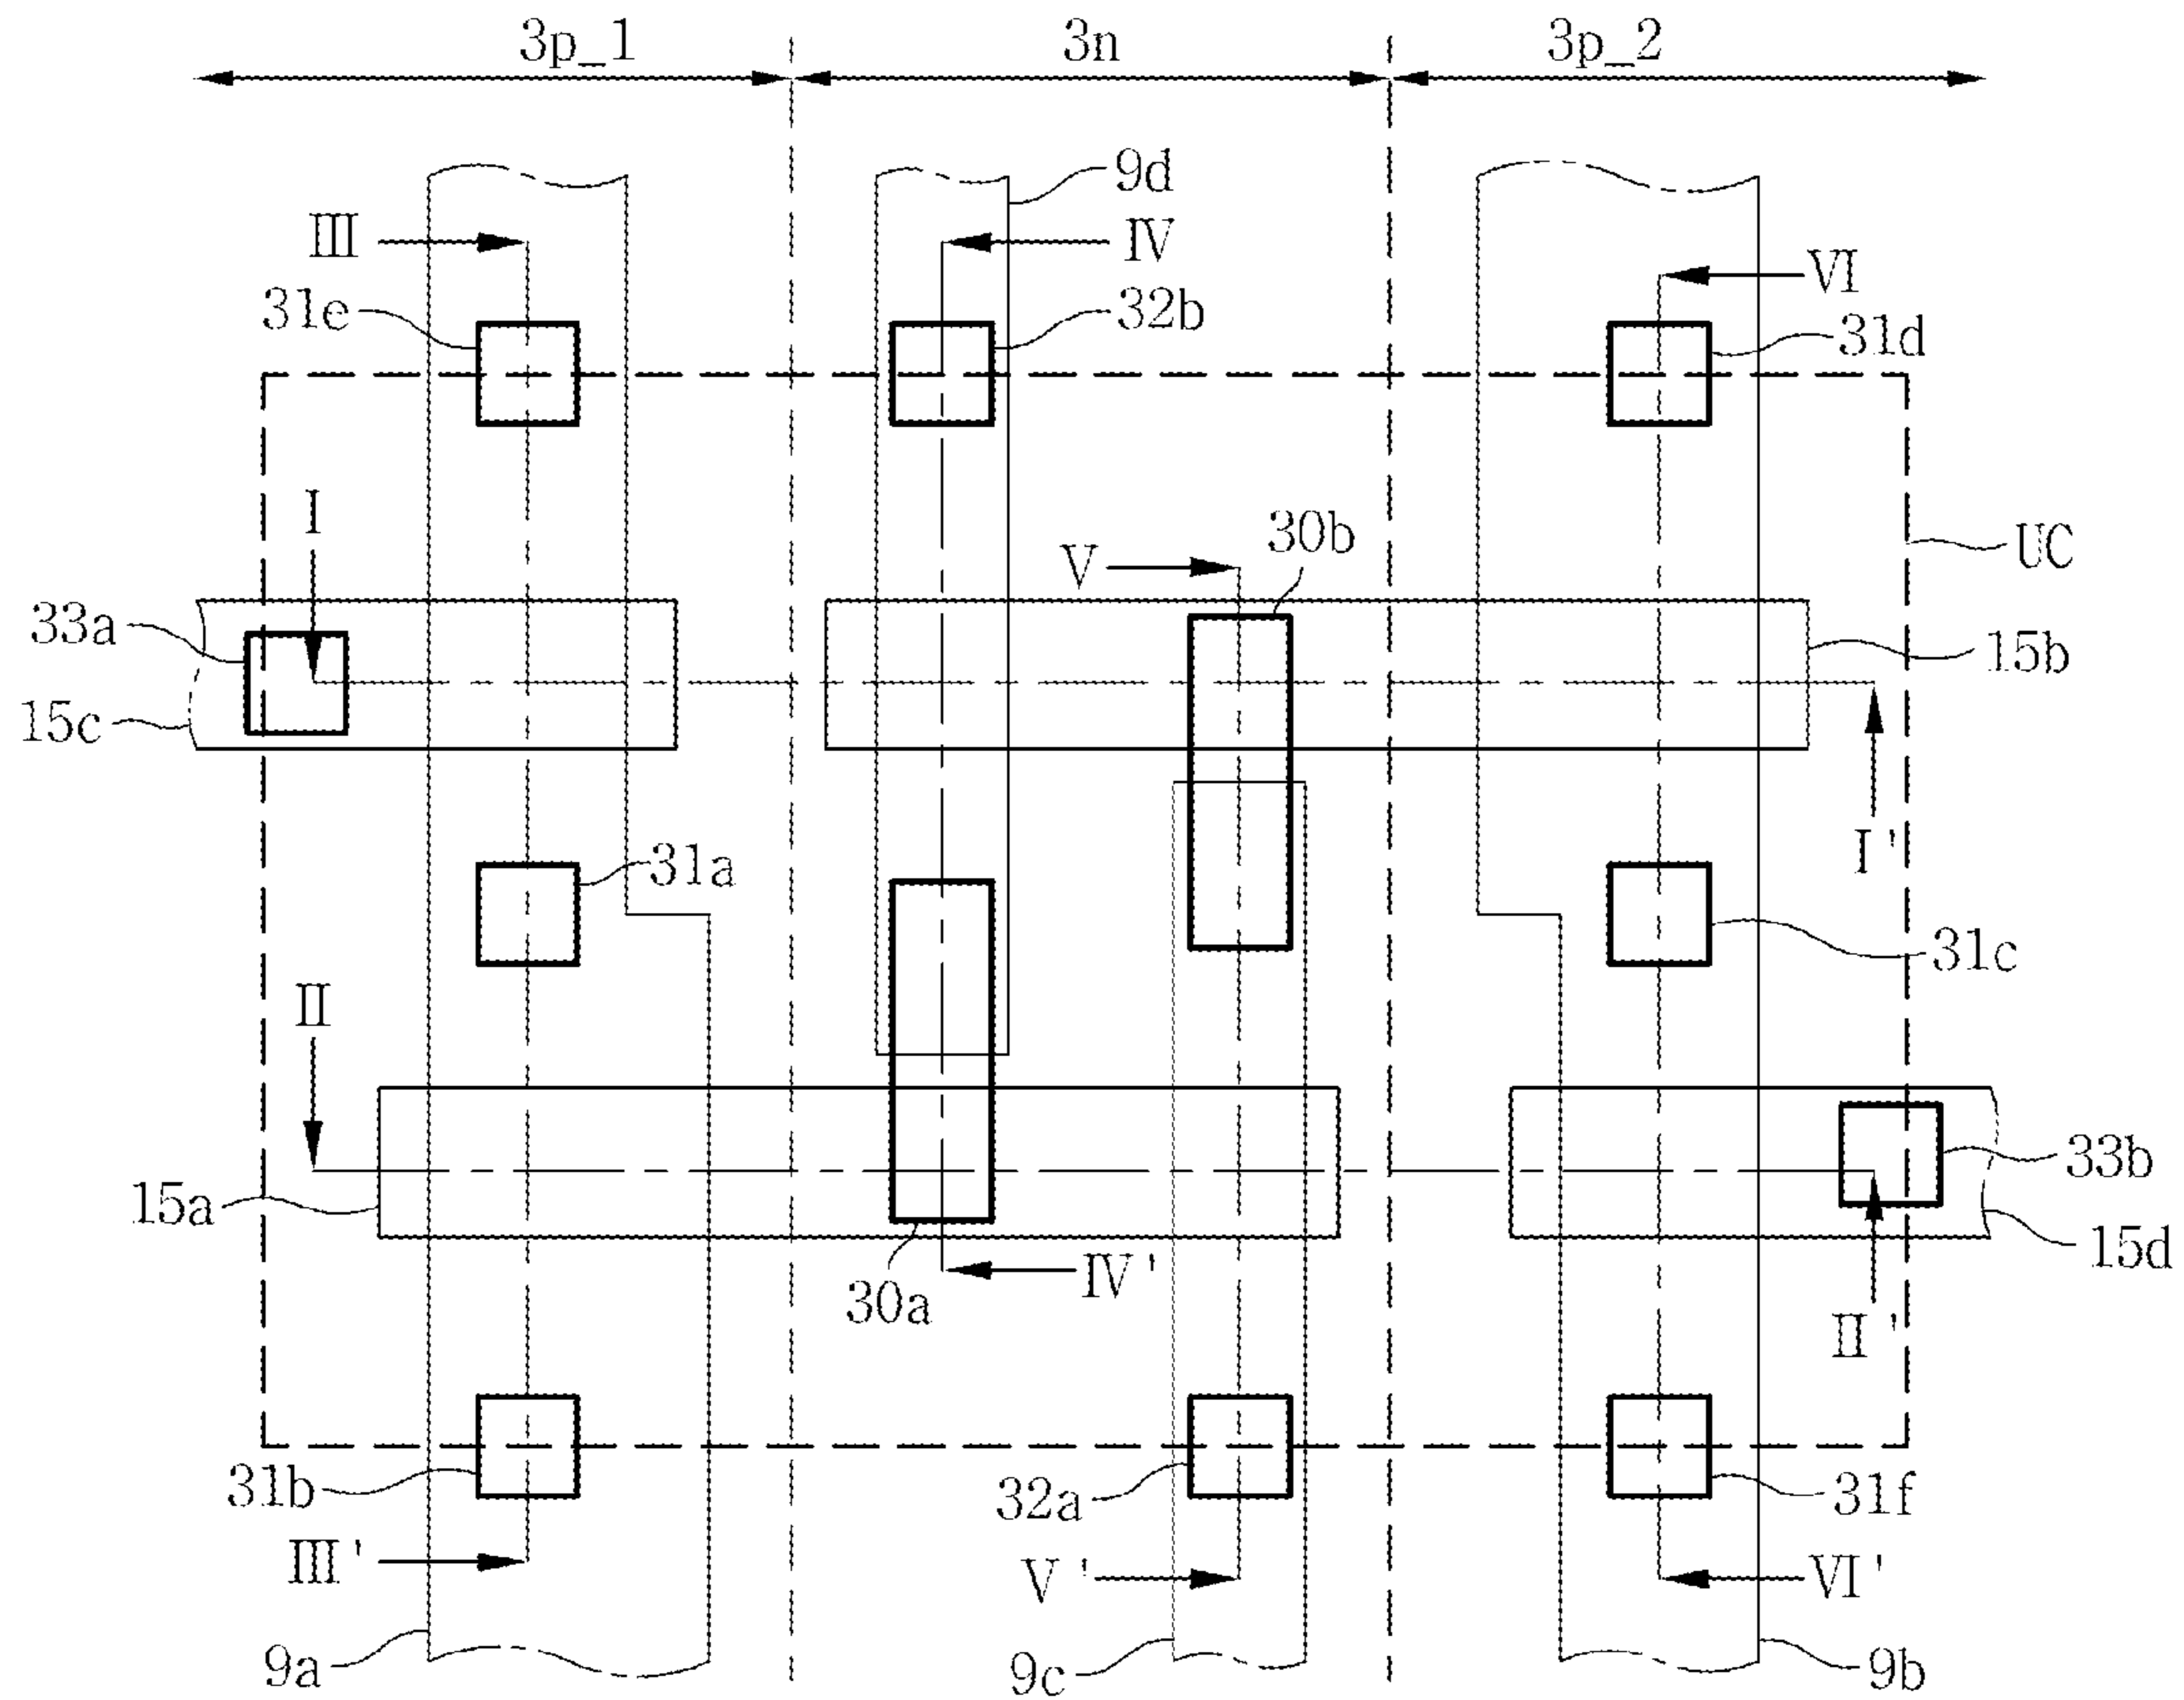 3p_1 3n 3p_2
9d
III IV VI
31e 32b 31d
I V 30b UC
33a 15b
15c
31a I'
31c
II
33b
15a 15d
30a IV' II'
31b 32a 31f
III' V' VI'
9a 9c 9b